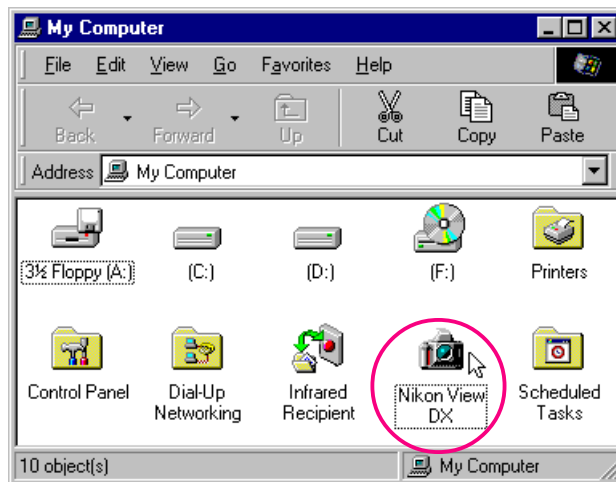 My Computer
File Edit View Go Favorites Help
Back Forward Up Cut Copy Paste
Address My Computer
3½ Floppy (A:) (C:) (D:) (F:) Printers
Control Panel Dial-Up Networking Infrared Recipient Nikon View DX Scheduled Tasks
10 object(s) My Computer